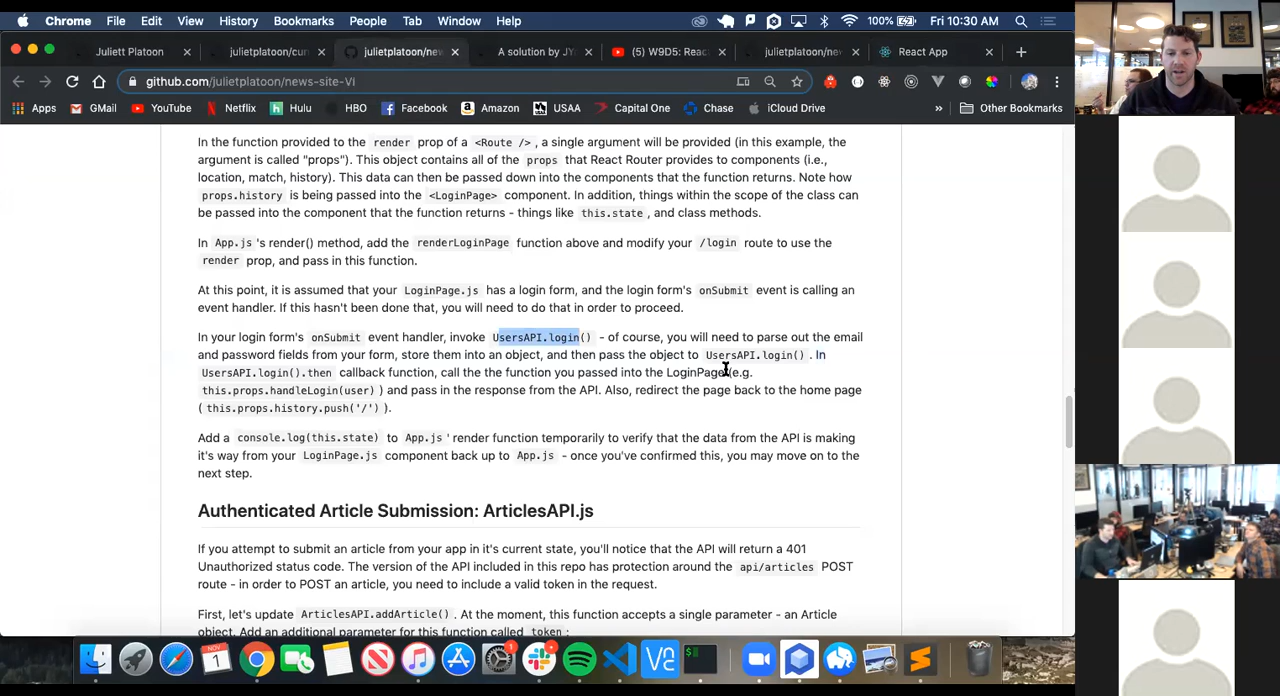 Chrome File Edit View History Bookmarks People Tab Window Help 100% Fri 10:30 AM
Juliett Platoon julietplatoon/cur julietplatoon/new A solution by JY (5) W9D5: Reac julietplatoon/new React App
github.com/julietplatoon/news-site-VI
Apps GMail YouTube Netflix Hulu HBO Facebook Amazon USAA Capital One Chase iCloud Drive » Other Bookmarks
In the function provided to the render prop of a <Route />, a single argument will be provided (in this example, the
argument is called "props"). This object contains all of the props that React Router provides to components (i.e.,
location, match, history). This data can then be passed down into the components that the function returns. Note how
props.history is being passed into the <LoginPage> component. In addition, things within the scope of the class can
be passed into the component that the function returns - things like this.state, and class methods.
In App.js's render() method, add the renderLoginPage function above and modify your /login route to use the
render prop, and pass in this function.
At this point, it is assumed that your LoginPage.js has a login form, and the login form's onSubmit event is calling an
event handler. If this hasn't been done that, you will need to do that in order to proceed.
In your login form's onSubmit event handler, invoke UsersAPI.login() - of course, you will need to parse out the email
and password fields from your form, store them into an object, and then pass the object to UsersAPI.login(). In
UsersAPI.login().then callback function, call the the function you passed into the LoginPage (e.g.
this.props.handleLogin(user)) and pass in the response from the API. Also, redirect the page back to the home page
(this.props.history.push('/')).
Add a console.log(this.state) to App.js' render function temporarily to verify that the data from the API is making
it's way from your LoginPage.js component back up to App.js - once you've confirmed this, you may move on to the
next step.
Authenticated Article Submission: ArticlesAPI.js
If you attempt to submit an article from your app in it's current state, you'll notice that the API will return a 401
Unauthorized status code. The version of the API included in this repo has protection around the api/articles POST
route - in order to POST an article, you need to include a valid token in the request.
First, let's update ArticlesAPI.addArticle(). At the moment, this function accepts a single parameter - an Article
object. Add an additional parameter for this function called token:
NOV
1
1